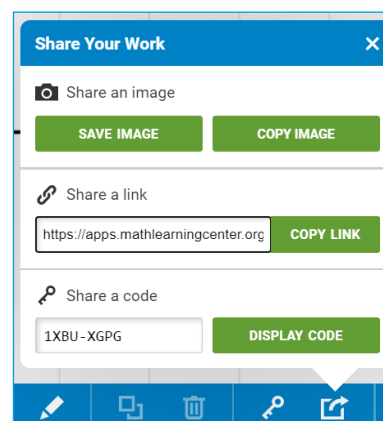 Share Your Work
Share an image
SAVE IMAGE
COPY IMAGE
Share a link
https://apps.mathlearningcenter.org
COPY LINK
Share a code
1XBU-XGPG
DISPLAY CODE